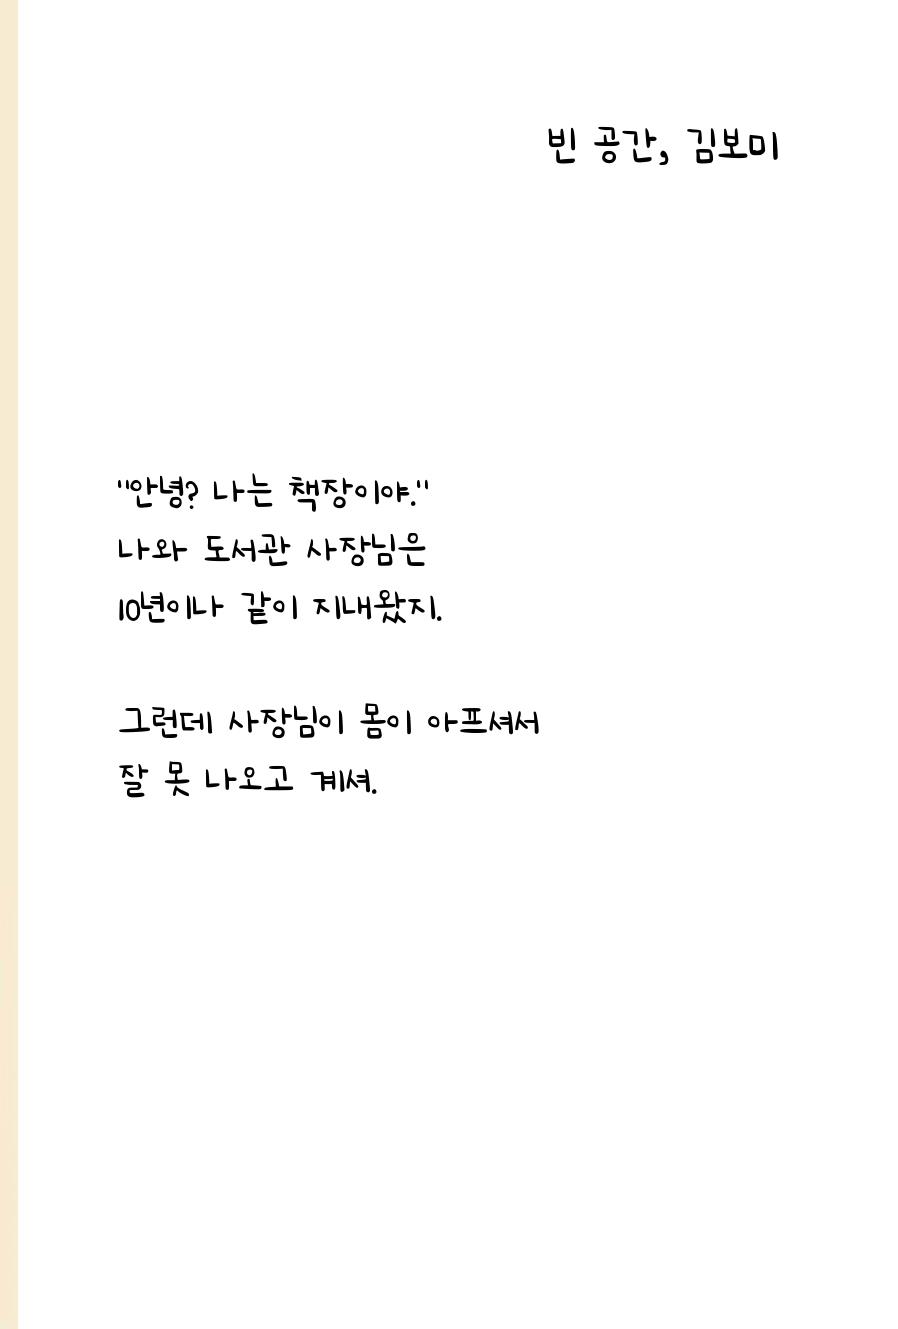 빈 공간, 김보미
"안녕? 나는 책장이야."
나와 도서관 사장님은
10년이나 같이 지내왔지.
그런데 사장님이 몸이 아프셔서
잘 못 나오고 계셔.